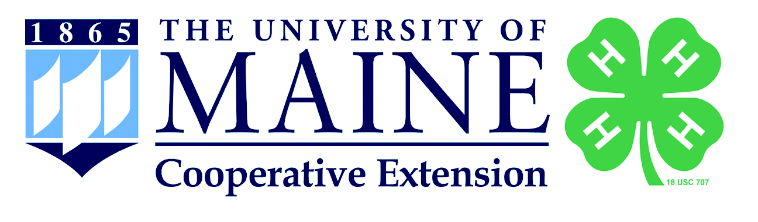 1865
THE UNIVERSITY OF
MAINE
Cooperative Extension
H H
H H
18 USC 707